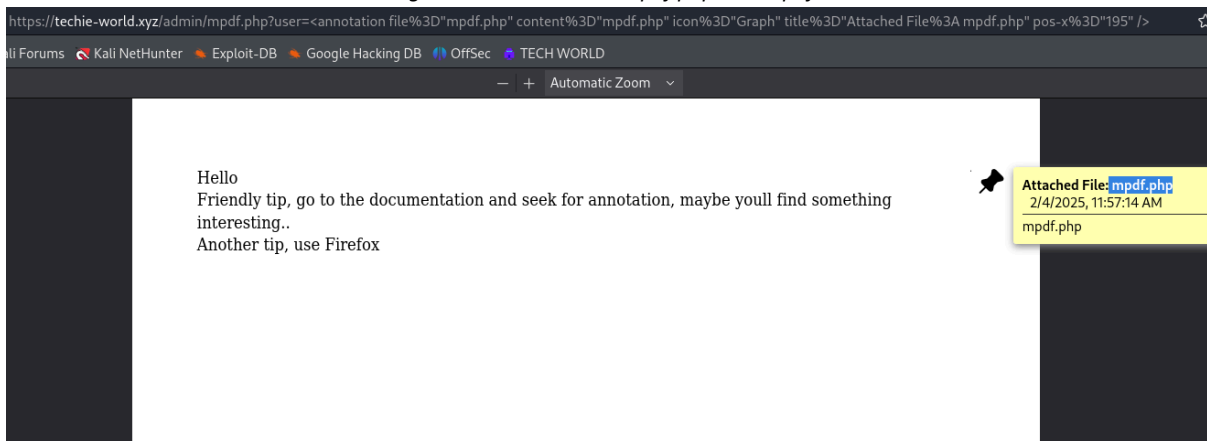 https://techie-world.xyz/admin/mpdf.php?user=<annotation file%3D"mpdf.php" content%3D"mpdf.php" icon%3D"Graph" title%3D"Attached File%3A mpdf.php" pos-x%3D"195" />
ali Forums Kali NetHunter Exploit-DB Google Hacking DB OffSec TECH WORLD
− + Automatic Zoom
Hello
Friendly tip, go to the documentation and seek for annotation, maybe youll find something
interesting..
Another tip, use Firefox
Attached File: mpdf.php
2/4/2025, 11:57:14 AM
mpdf.php